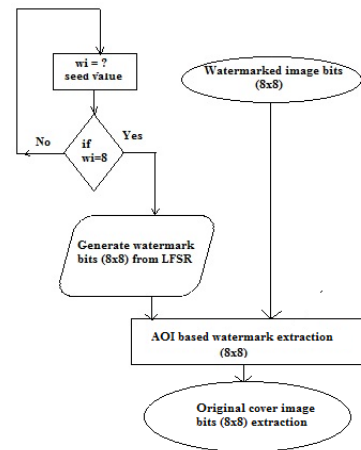 wi = ?
seed value
Watermarked image bits
(8x8)
No
if
wi=8
Yes
Generate watermark
bits (8x8) from LFSR
AOI based watermark extraction
(8x8)
Original cover image
bits (8x8) extraction